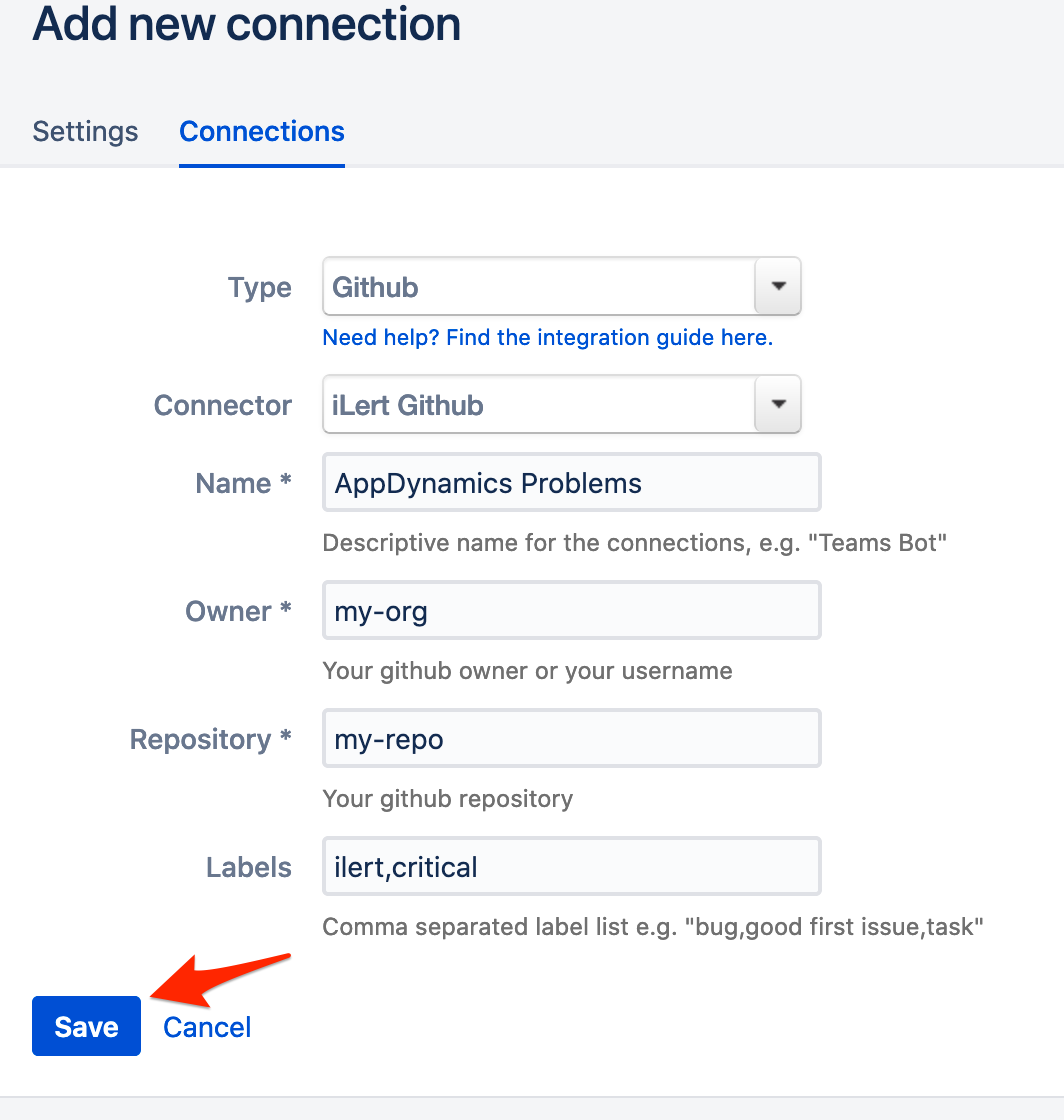 Add new connection
Settings Connections
Type Github
Need help? Find the integration guide here.
Connector iLert Github
Name * AppDynamics Problems
Descriptive name for the connections, e.g. "Teams Bot"
Owner * my-org
Your github owner or your username
Repository * my-repo
Your github repository
Labels ilert,critical
Comma separated label list e.g. "bug,good first issue,task"
Save Cancel